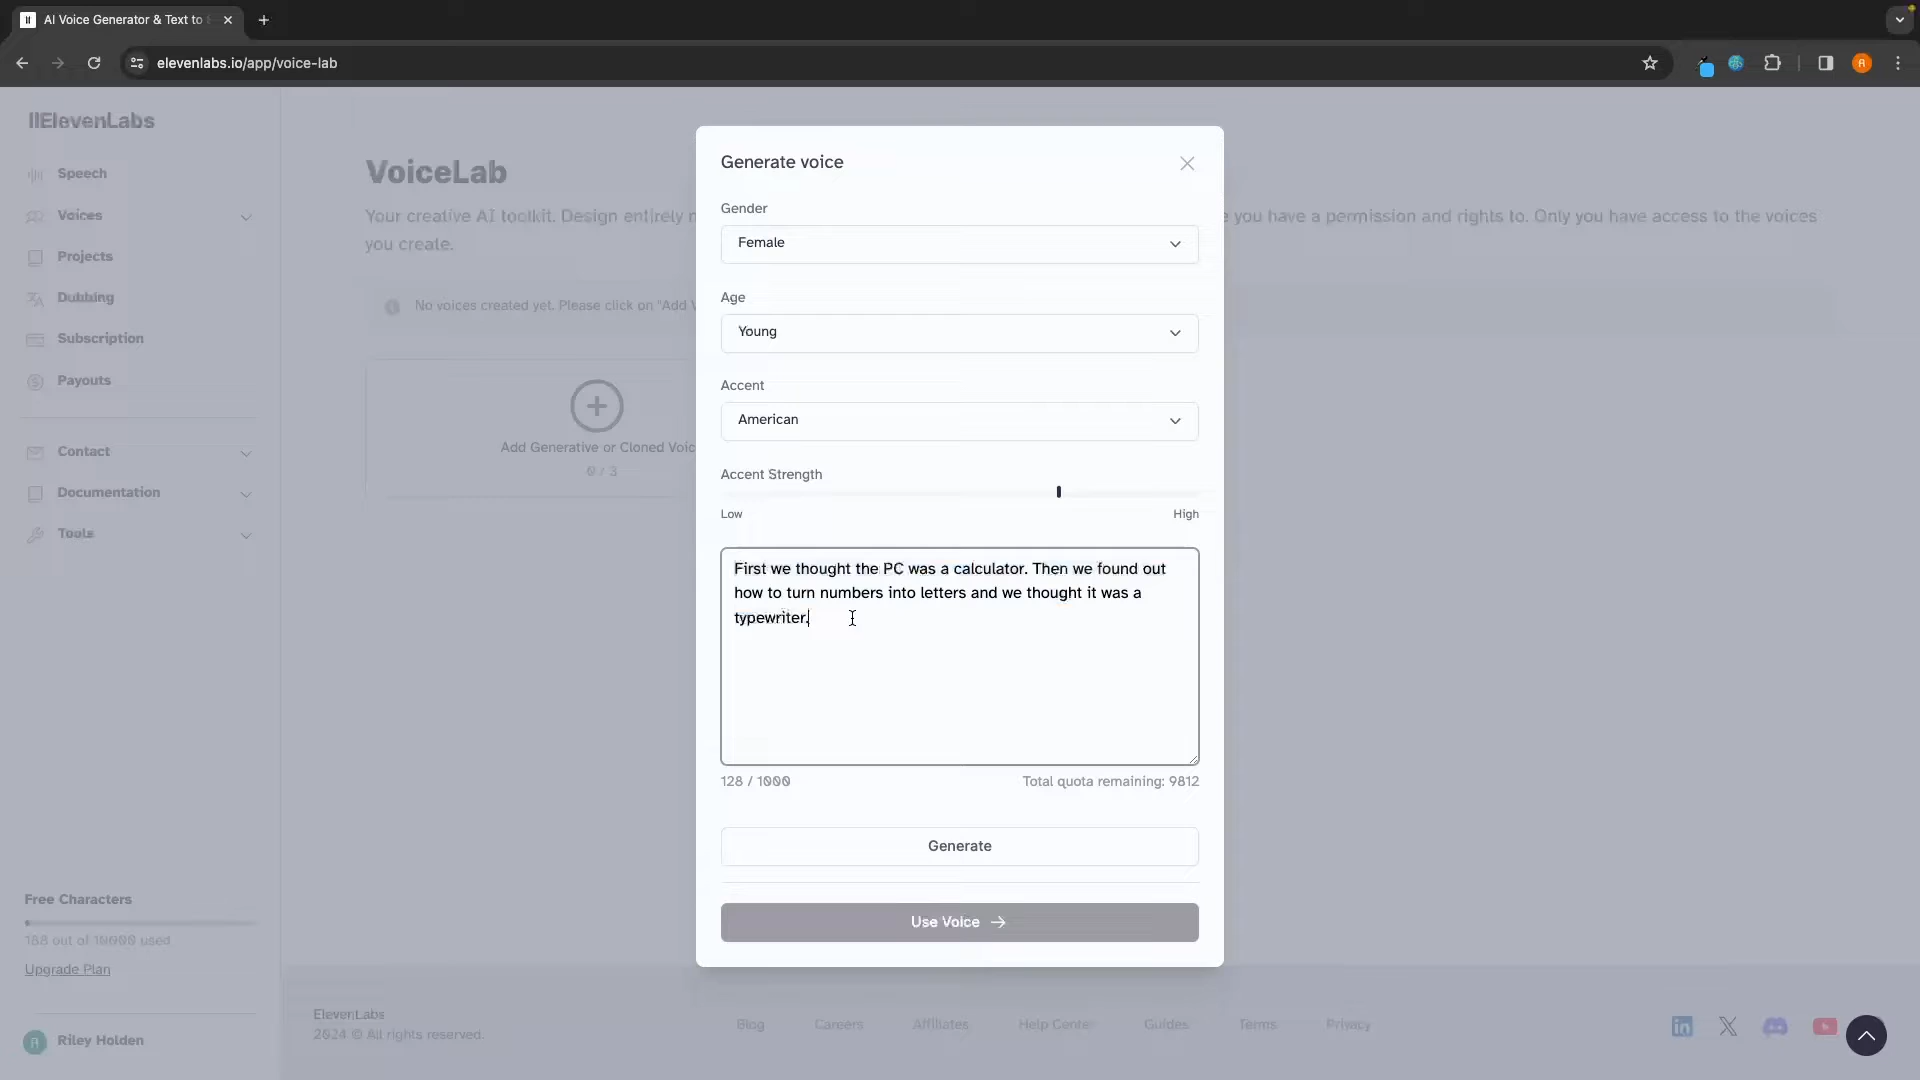 AI Voice Generator & Text to
elevenlabs.io/app/voice-lab
R
IIElevenLabs
Speech
Voices
Projects
Dubbing
Subscription
Payouts
Contact
Documentation
Tools
Free Characters
188 out of 10000 used
Upgrade Plan
R
Riley Holden
VoiceLab
Your creative AI toolkit. Design entirely
e you have a permission and rights to. Only you have access to the voices
you create.
No voices created yet. Please click on "Add
Add Generative or Cloned Voic
0 / 3
Generate voice
Gender
Female
Age
Young
Accent
American
Accent Strength
Low
High
First we thought the PC was a calculator. Then we found out
how to turn numbers into letters and we thought it was a
typewriter.
128 / 1000
Total quota remaining: 9812
Generate
Use Voice →
ElevenLabs
2024 © All rights reserved.
Blog
Careers
Affiliates
Help Center
Guides
Terms
Privacy